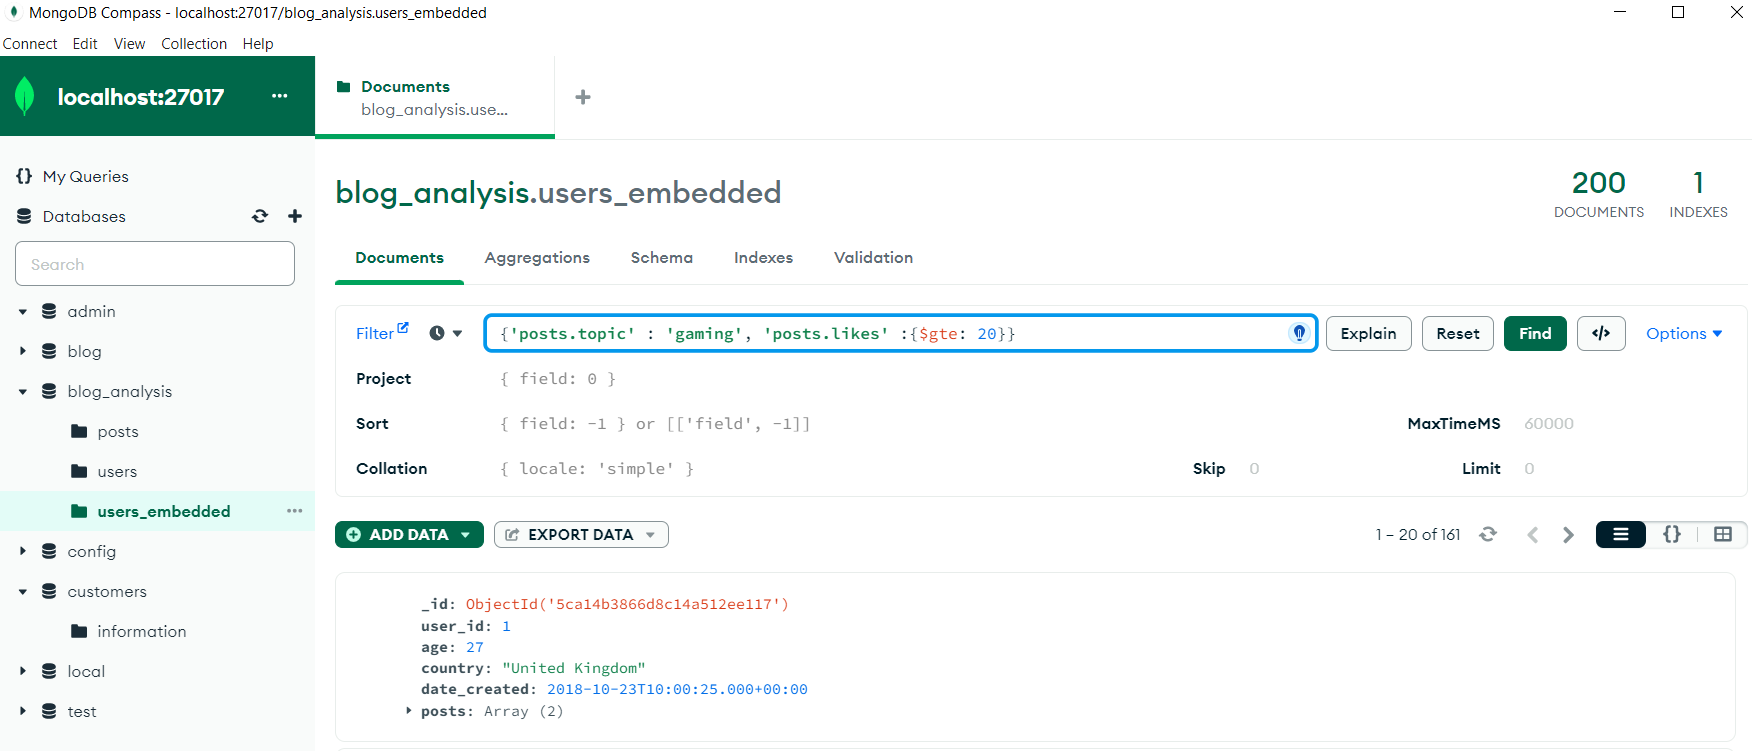 MongoDB Compass - localhost:27017/blog_analysis.users_embedded
Connect Edit View Collection Help
localhost:27017
Documents
blog_analysis.use...
My Queries
Databases
Search
admin
blog
blog_analysis
posts
users
users_embedded
config
customers
information
local
test
blog_analysis.users_embedded
200
DOCUMENTS
1
INDEXES
Documents Aggregations Schema Indexes Validation
Filter {'posts.topic' : 'gaming', 'posts.likes' :{$gte: 20}} Explain Reset Find </> Options
Project { field: 0 }
Sort { field: -1 } or [['field', -1]] MaxTimeMS 60000
Collation { locale: 'simple' } Skip 0 Limit 0
ADD DATA EXPORT DATA 1 – 20 of 161 {}
_id: ObjectId('5ca14b3866d8c14a512ee117')
user_id: 1
age: 27
country: "United Kingdom"
date_created: 2018-10-23T10:00:25.000+00:00
posts: Array (2)